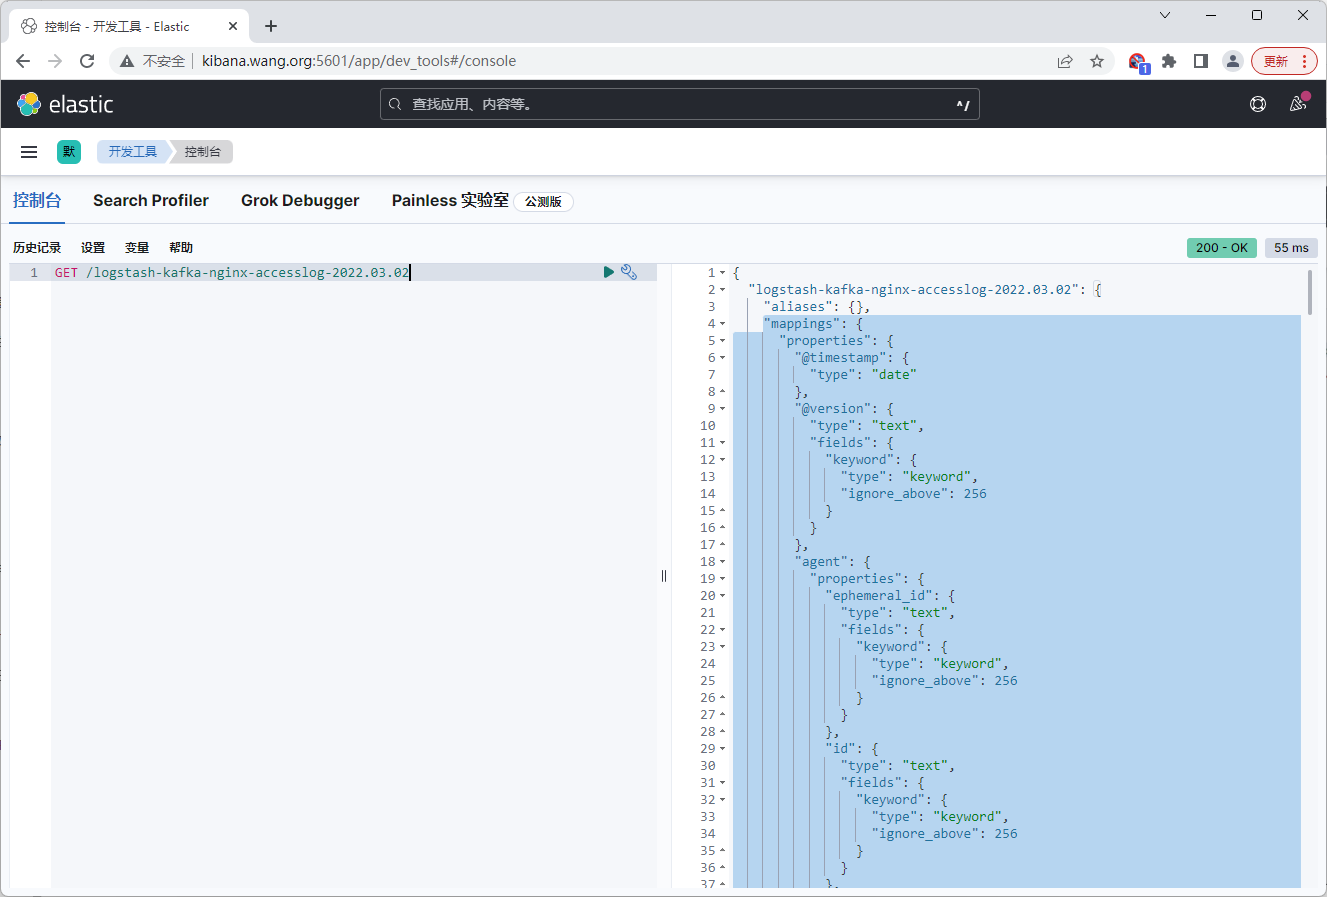 控制台 - 开发工具 - Elastic
不安全 kibana.wang.org:5601/app/dev_tools#/console
1
更新
elastic
查找应用、内容等。
^/
默 开发工具 控制台
控制台 Search Profiler Grok Debugger Painless 实验室 公测版
历史记录 设置 变量 帮助
200 - OK 55 ms
1 GET /logstash-kafka-nginx-accesslog-2022.03.02
1 {
2 "logstash-kafka-nginx-accesslog-2022.03.02": {
3 "aliases": {},
4 "mappings": {
5 "properties": {
6 "@timestamp": {
7 "type": "date"
8 },
9 "@version": {
10 "type": "text",
11 "fields": {
12 "keyword": {
13 "type": "keyword",
14 "ignore_above": 256
15 }
16 }
17 },
18 "agent": {
19 "properties": {
20 "ephemeral_id": {
21 "type": "text",
22 "fields": {
23 "keyword": {
24 "type": "keyword",
25 "ignore_above": 256
26 }
27 }
28 },
29 "id": {
30 "type": "text",
31 "fields": {
32 "keyword": {
33 "type": "keyword",
34 "ignore_above": 256
35 }
36 }
37 },